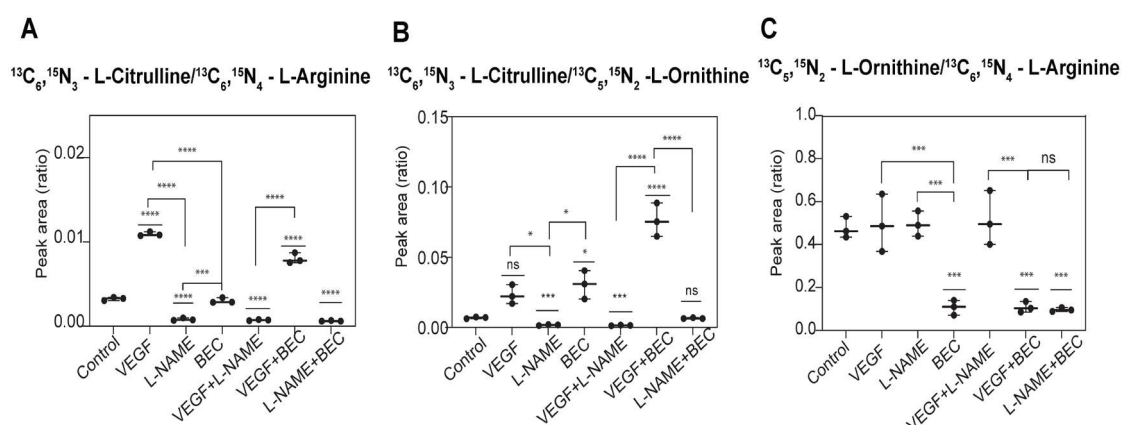 A
¹³C₆,¹⁵N₃ - L-Citrulline/¹³C₆,¹⁵N₄ - L-Arginine
Peak area (ratio)
0.02
0.01
0.00
****
****
****
***
****
****
****
****
****
Control
VEGF
L-NAME
BEC
VEGF+L-NAME
VEGF+BEC
L-NAME+BEC
B
¹³C₆,¹⁵N₃ - L-Citrulline/¹³C₅,¹⁵N₂ -L-Ornithine
Peak area (ratio)
0.15
0.10
0.05
0.00
****
****
****
*
*
ns
*
***
***
ns
Control
VEGF
L-NAME
BEC
VEGF+L-NAME
VEGF+BEC
L-NAME+BEC
C
¹³C₅,¹⁵N₂ - L-Ornithine/¹³C₆,¹⁵N₄ - L-Arginine
Peak area (ratio)
1.0
0.8
0.6
0.4
0.2
0.0
***
***
***
ns
***
***
***
Control
VEGF
L-NAME
BEC
VEGF+L-NAME
VEGF+BEC
L-NAME+BEC